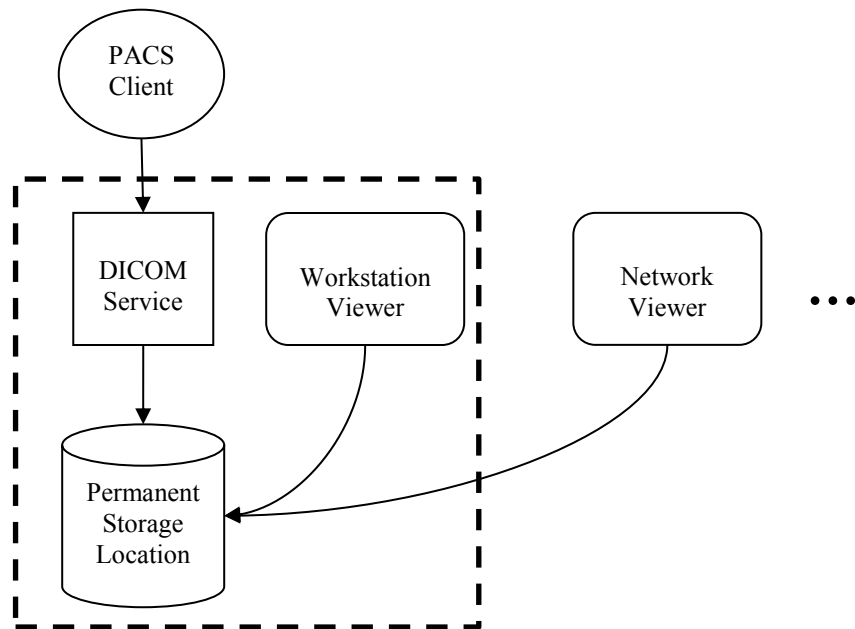 PACS
Client
DICOM
Service
Workstation
Viewer
Network
Viewer
...
Permanent
Storage
Location